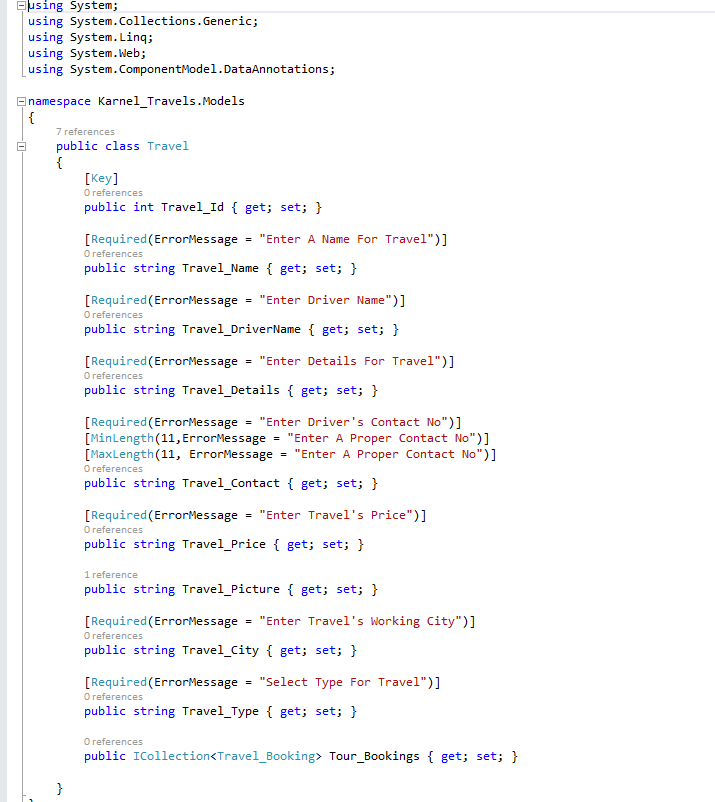 using System;
using System.Collections.Generic;
using System.Linq;
using System.Web;
using System.ComponentModel.DataAnnotations;
namespace Karnel_Travels.Models
{
7 references
public class Travel
{
[Key]
0 references
public int Travel_Id { get; set; }
[Required(ErrorMessage = "Enter A Name For Travel")]
0 references
public string Travel_Name { get; set; }
[Required(ErrorMessage = "Enter Driver Name")]
0 references
public string Travel_DriverName { get; set; }
[Required(ErrorMessage = "Enter Details For Travel")]
0 references
public string Travel_Details { get; set; }
[Required(ErrorMessage = "Enter Driver's Contact No")]
[MinLength(11,ErrorMessage = "Enter A Proper Contact No")]
[MaxLength(11, ErrorMessage = "Enter A Proper Contact No")]
0 references
public string Travel_Contact { get; set; }
[Required(ErrorMessage = "Enter Travel's Price")]
0 references
public string Travel_Price { get; set; }
1 reference
public string Travel_Picture { get; set; }
[Required(ErrorMessage = "Enter Travel's Working City")]
0 references
public string Travel_City { get; set; }
[Required(ErrorMessage = "Select Type For Travel")]
0 references
public string Travel_Type { get; set; }
0 references
public ICollection<Travel_Booking> Tour_Bookings { get; set; }
}
}